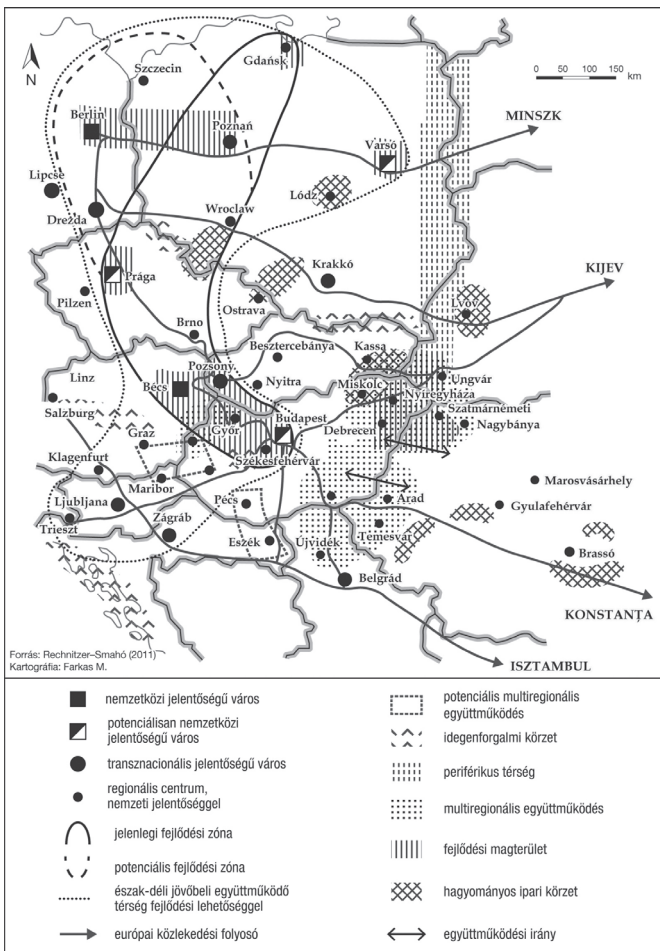 Gdańsk
Szczecin
N
0 50 100 150
km
Berlin
Poznań
MINSZK
Varsó
Lipcse
Łódz
Drezda
Wroclaw
KIJEV
Krakkó
Prága
Lvov
Pilzen
Ostrava
Brno
Besztercebánya
Kassa
Pozsony
Linz
Bécs
Nyitra
Miskolc
Ungvár
Nyíregyháza
Salzburg
Budapest
Szatmárnémeti
Győr
Debrecen
Nagybánya
Graz
Klagenfurt
Székesfehérvár
Maribor
Marosvásárhely
Ljubljana
Pécs
Arad
Gyulafehérvár
Trieszt
Zágráb
Temesvár
Eszék
Újvidék
Brassó
Belgrád
KONSTANȚA
Forrás: Rechnitzer–Smahó (2011)
Kartográfia: Farkas M.
ISZTAMBUL
nemzetközi jelentőségű város
potenciálisan nemzetközi
jelentőségű város
transznacionális jelentőségű város
regionális centrum,
nemzeti jelentőséggel
jelenlegi fejlődési zóna
potenciális fejlődési zóna
észak-déli jövőbeli együttműködő
térség fejlődési lehetőséggel
európai közlekedési folyosó
potenciális multiregionális
együttműködés
idegenforgalmi körzet
periférikus térség
multiregionális együttműködés
fejlődési magterület
hagyományos ipari körzet
együttműködési irány